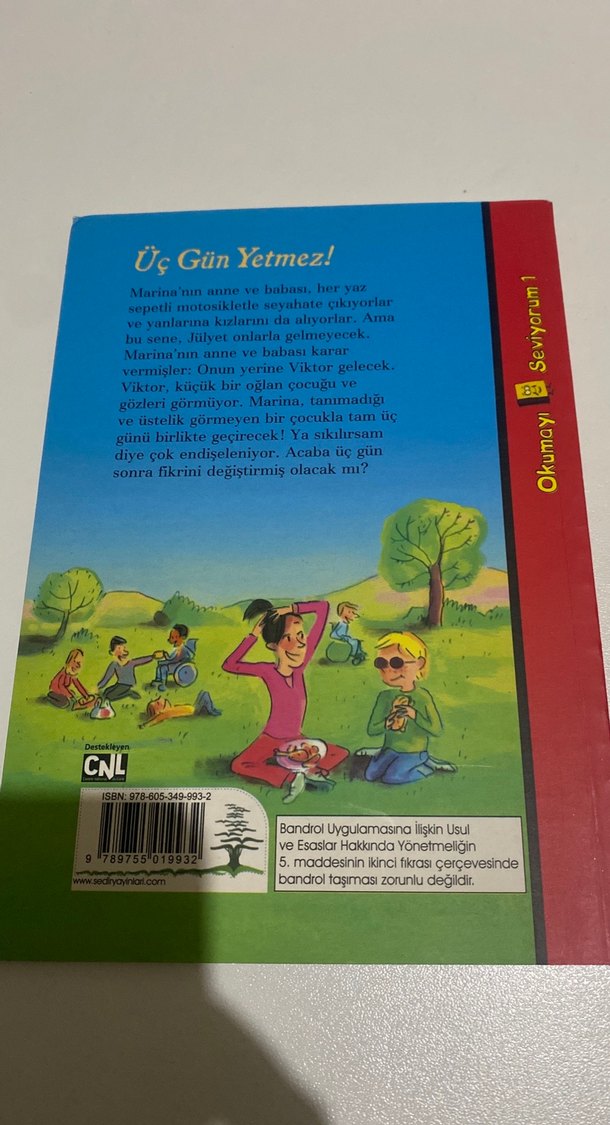 Üç Gün Yetmez!
Marina'nın anne ve babası, her yaz
sepetli motosikletle seyahate çıkıyorlar
ve yanlarına kızlarını da alıyorlar. Ama
bu sene, Jülyet onlarla gelmeyecek.
Marina'nın anne ve babası karar
vermişler: Onun yerine Viktor gelecek.
Viktor, küçük bir oğlan çocuğu ve
gözleri görmüyor. Marina, tanımadığı
ve üstelik görmeyen bir çocukla tam üç
günü birlikte geçirecek! Ya sıkılırsam
diye çok endişeleniyor. Acaba üç gün
sonra fikrini değiştirmiş olacak mı?
Okumayı Seviyorum 1
Destekleyen
CNL
ISBN: 978-605-349-993-2
9 789755 019932
www.sediryayinlari.com
Bandrol Uygulamasına İlişkin Usul
ve Esaslar Hakkında Yönetmeliğin
5. maddesinin ikinci fıkrası çerçevesinde
bandrol taşıması zorunlu değildir.